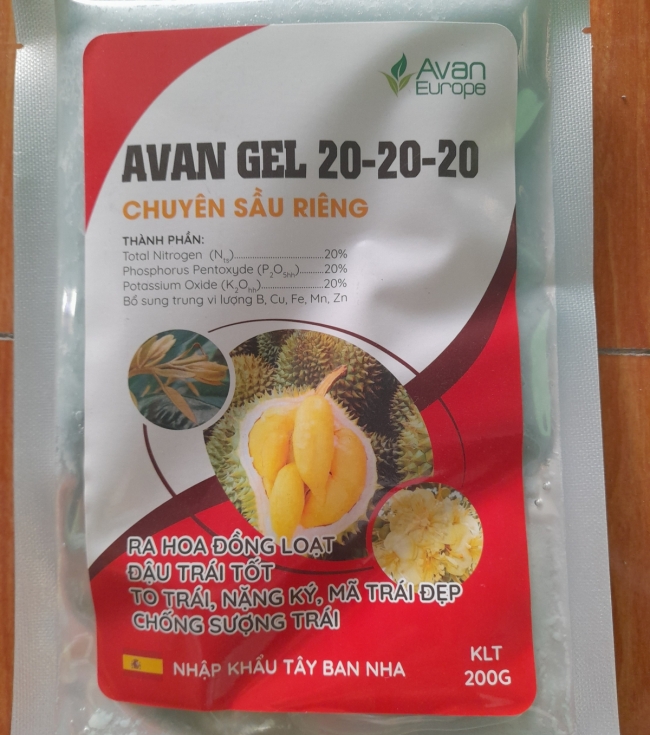 Avan
Europe
AVAN GEL 20-20-20
CHUYÊN SẦU RIÊNG
THÀNH PHẦN:
Total Nitrogen (Nts)..........................20%
Phosphorus Pentoxyde (P2O5hh)..........20%
Potassium Oxide (K2Ohh)....................20%
Bổ sung trung vi lượng B, Cu, Fe, Mn, Zn
RA HOA ĐỒNG LOẠT
ĐẬU TRÁI TỐT
TO TRÁI, NẶNG KÝ, MÃ TRÁI ĐẸP
CHỐNG SƯỢNG TRÁI
NHẬP KHẨU TÂY BAN NHA
KLT
200G